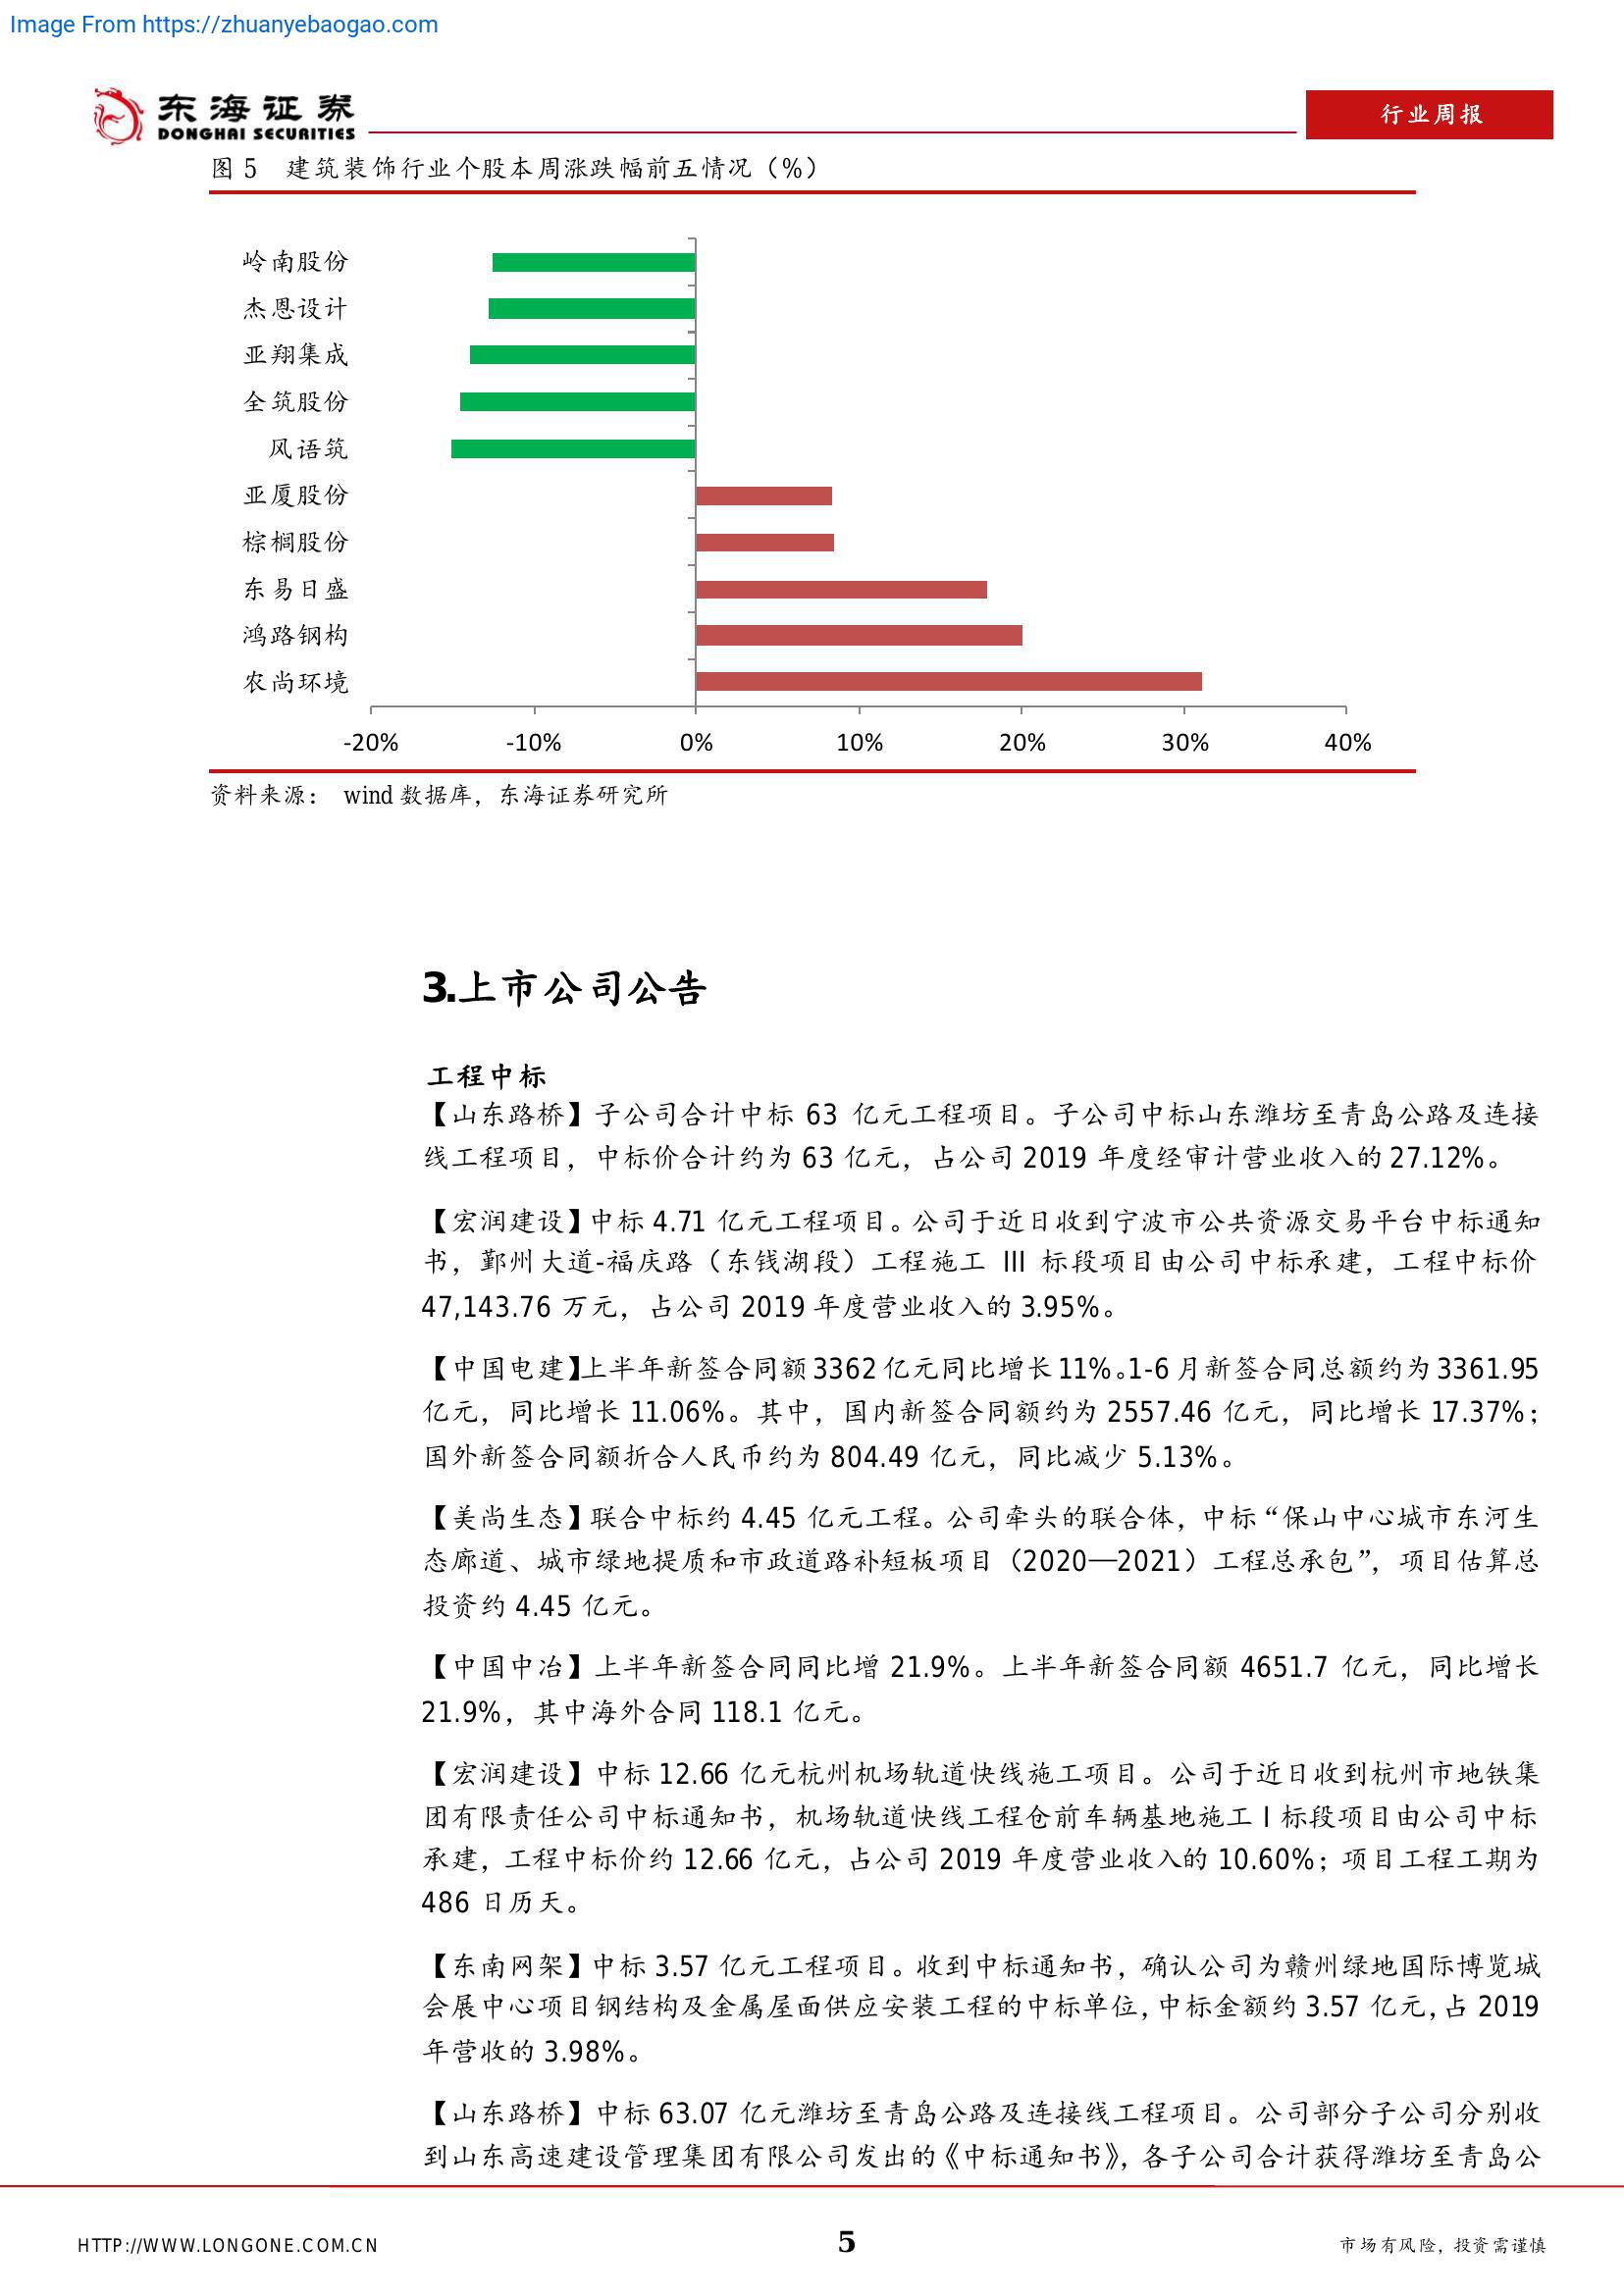 Image From https://zhuanyebaogao.com
东海证券
DONGHAI SECURITIES
行业周报
图 5 建筑装饰行业个股本周涨跌幅前五情况（%）
岭南股份
杰恩设计
亚翔集成
全筑股份
风语筑
亚厦股份
棕榈股份
东易日盛
鸿路钢构
农尚环境
-20% -10% 0% 10% 20% 30% 40%
资料来源： wind 数据库，东海证券研究所
3.上市公司公告
工程中标
【山东路桥】子公司合计中标 63 亿元工程项目。子公司中标山东潍坊至青岛公路及连接
线工程项目，中标价合计约为 63 亿元，占公司 2019 年度经审计营业收入的 27.12%。
【宏润建设】中标 4.71 亿元工程项目。公司于近日收到宁波市公共资源交易平台中标通知
书，鄞州大道-福庆路（东钱湖段）工程施工 III 标段项目由公司中标承建，工程中标价
47,143.76 万元，占公司 2019 年度营业收入的 3.95%。
【中国电建】上半年新签合同额 3362 亿元同比增长 11%。1-6 月新签合同总额约为 3361.95
亿元，同比增长 11.06%。其中，国内新签合同额约为 2557.46 亿元，同比增长 17.37%；
国外新签合同额折合人民币约为 804.49 亿元，同比减少 5.13%。
【美尚生态】联合中标约 4.45 亿元工程。公司牵头的联合体，中标“保山中心城市东河生
态廊道、城市绿地提质和市政道路补短板项目（2020—2021）工程总承包”，项目估算总
投资约 4.45 亿元。
【中国中冶】上半年新签合同同比增 21.9%。上半年新签合同额 4651.7 亿元，同比增长
21.9%，其中海外合同 118.1 亿元。
【宏润建设】中标 12.66 亿元杭州机场轨道快线施工项目。公司于近日收到杭州市地铁集
团有限责任公司中标通知书，机场轨道快线工程仓前车辆基地施工 I 标段项目由公司中标
承建，工程中标价约 12.66 亿元，占公司 2019 年度营业收入的 10.60%；项目工程工期为
486 日历天。
【东南网架】中标 3.57 亿元工程项目。收到中标通知书，确认公司为赣州绿地国际博览城
会展中心项目钢结构及金属屋面供应安装工程的中标单位，中标金额约 3.57 亿元，占 2019
年营收的 3.98%。
【山东路桥】中标 63.07 亿元潍坊至青岛公路及连接线工程项目。公司部分子公司分别收
到山东高速建设管理集团有限公司发出的《中标通知书》，各子公司合计获得潍坊至青岛公
HTTP://WWW.LONGONE.COM.CN 5 市场有风险，投资需谨慎